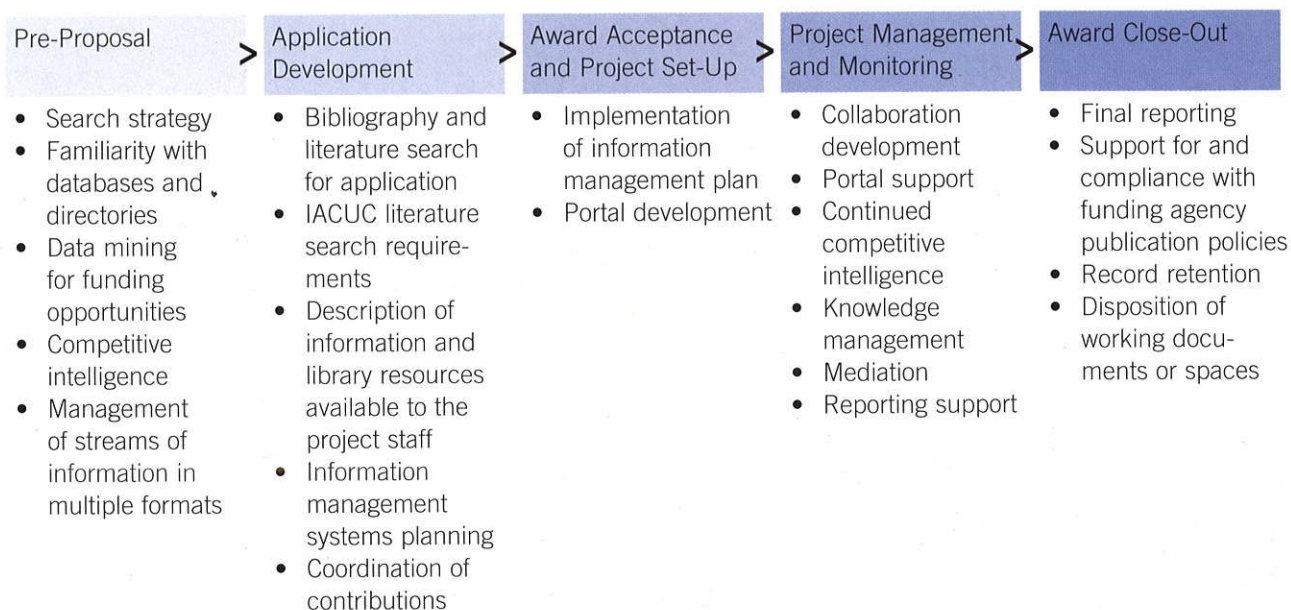 Pre-Proposal
>
Application
Development
>
Award Acceptance
and Project Set-Up
>
Project Management
and Monitoring
>
Award Close-Out
• Search strategy
• Familiarity with
databases and
directories
• Data mining
for funding
opportunities
• Competitive
intelligence
• Management
of streams of
information in
multiple formats
• Bibliography and
literature search
for application
• IACUC literature
search require-
ments
• Description of
information and
library resources
available to the
project staff
• Information
management
systems planning
• Coordination of
contributions
• Implementation
of information
management plan
• Portal development
• Collaboration
development
• Portal support
• Continued
competitive
intelligence
• Knowledge
management
• Mediation
• Reporting support
• Final reporting
• Support for and
compliance with
funding agency
publication policies
• Record retention
• Disposition of
working docu-
ments or spaces